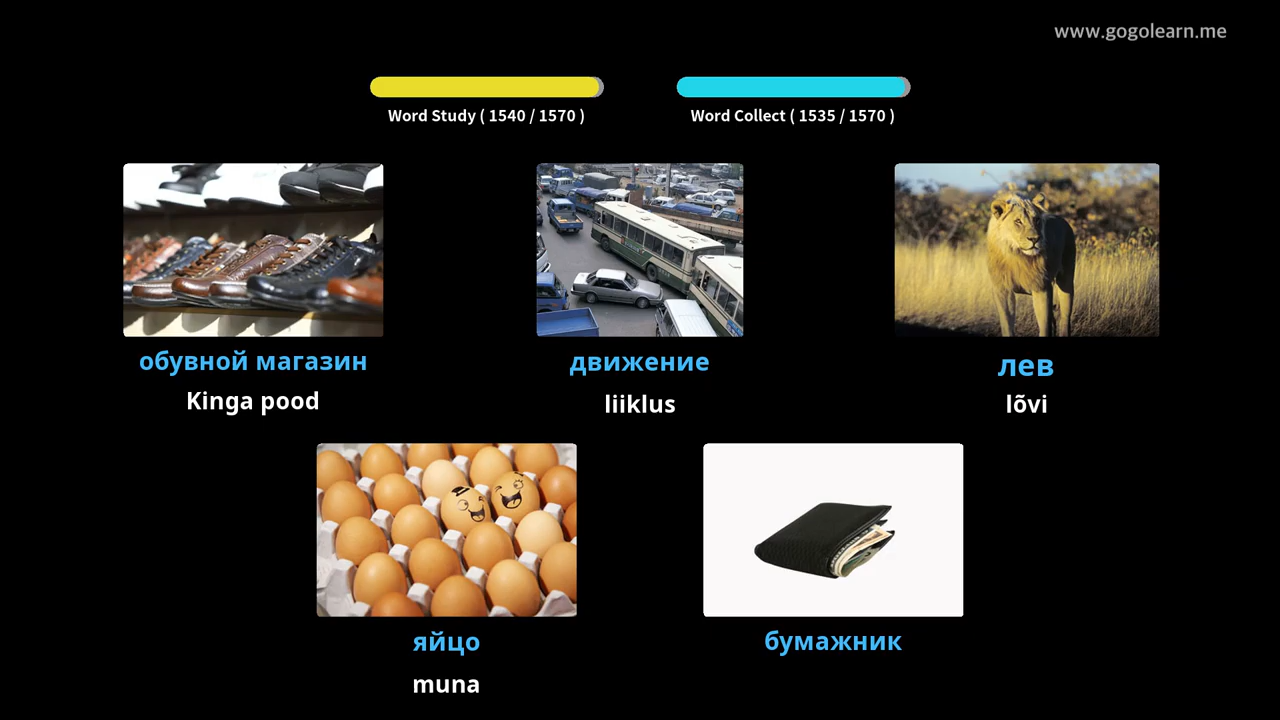 www.gogolearn.me
Word Study ( 1540 / 1570 )
Word Collect ( 1535 / 1570 )
обувной магазин
Kinga pood
движение
liiklus
лев
lõvi
яйцо
muna
бумажник